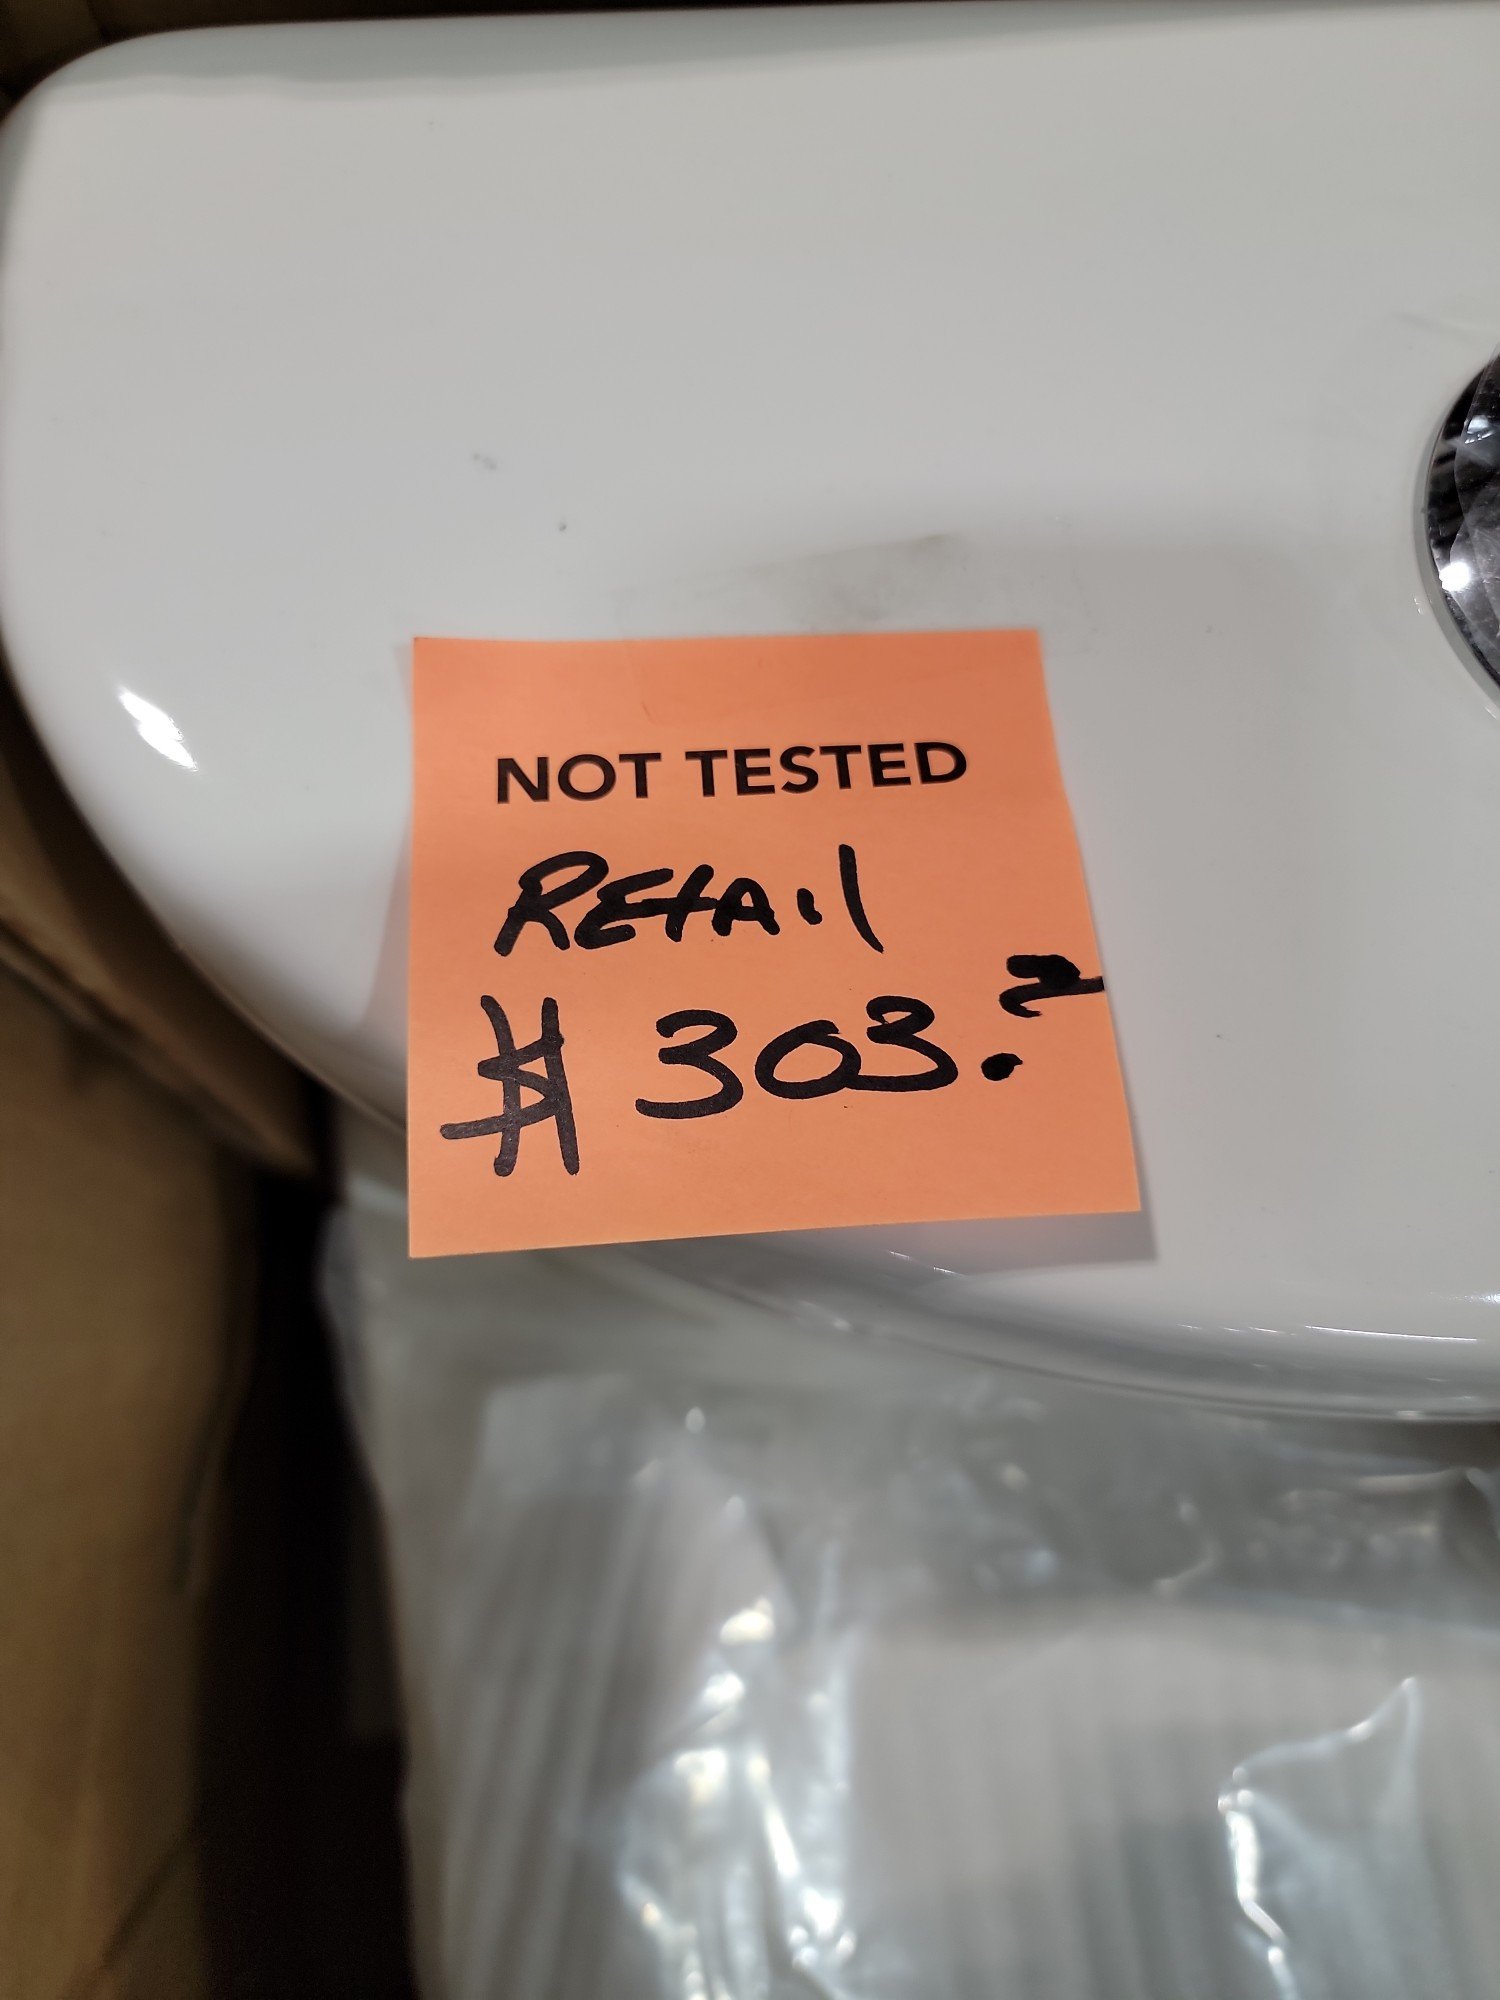 NOT TESTED
RETAIL
$303.